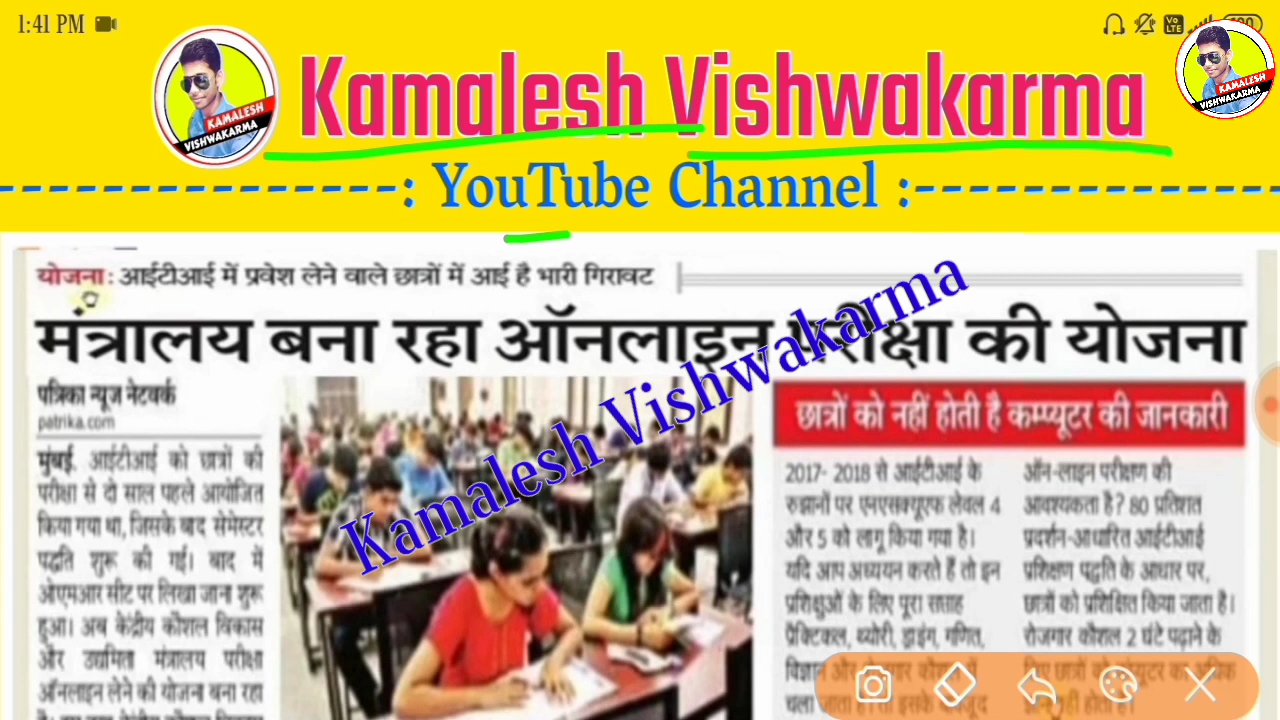 1:41 PM
Vo LTE
100
Kamalesh Vishwakarma
KAMALESH
VISHWAKARMA
KAMALESH
VISHWAKARMA
: YouTube Channel :
योजना: आईटीआई में प्रवेश लेने वाले छात्रों में आई है भारी गिरावट
मंत्रालय बना रहा ऑनलाइन परीक्षा की योजना
पत्रिका न्यूज नेटवर्क
patrika.com
मुंबई. आईटीआई को छात्रों की
परीक्षा से दो साल पहले आयोजित
किया गया था, जिसके बाद सेमेस्टर
पद्धति शुरू की गई। बाद में
ओएमआर सीट पर लिखा जाना शुरू
हुआ। अब केंद्रीय कौशल विकास
और उद्यमिता मंत्रालय परीक्षा
ऑनलाइन लेने की योजना बना रहा
Kamalesh Vishwakarma
छात्रों को नहीं होती है कम्प्यूटर की जानकारी
2017- 2018 से आईटीआई के
रुझानों पर एनएसक्यूएफ लेवल 4
और 5 को लागू किया गया है।
यदि आप अध्ययन करते हैं तो इन
प्रशिक्षुओं के लिए पूरा सप्ताह
प्रैक्टिकल, थ्योरी, ड्राइंग, गणित,
विज्ञान और
चला जाता
ऑन-लाइन परीक्षण की
आवश्यकता है? 80 प्रतिशत
प्रदर्शन-आधारित आईटीआई
प्रशिक्षण पद्धति के आधार पर,
छात्रों को प्रशिक्षित किया जाता है।
रोजगार कौशल 2 घंटे पढ़ाने के